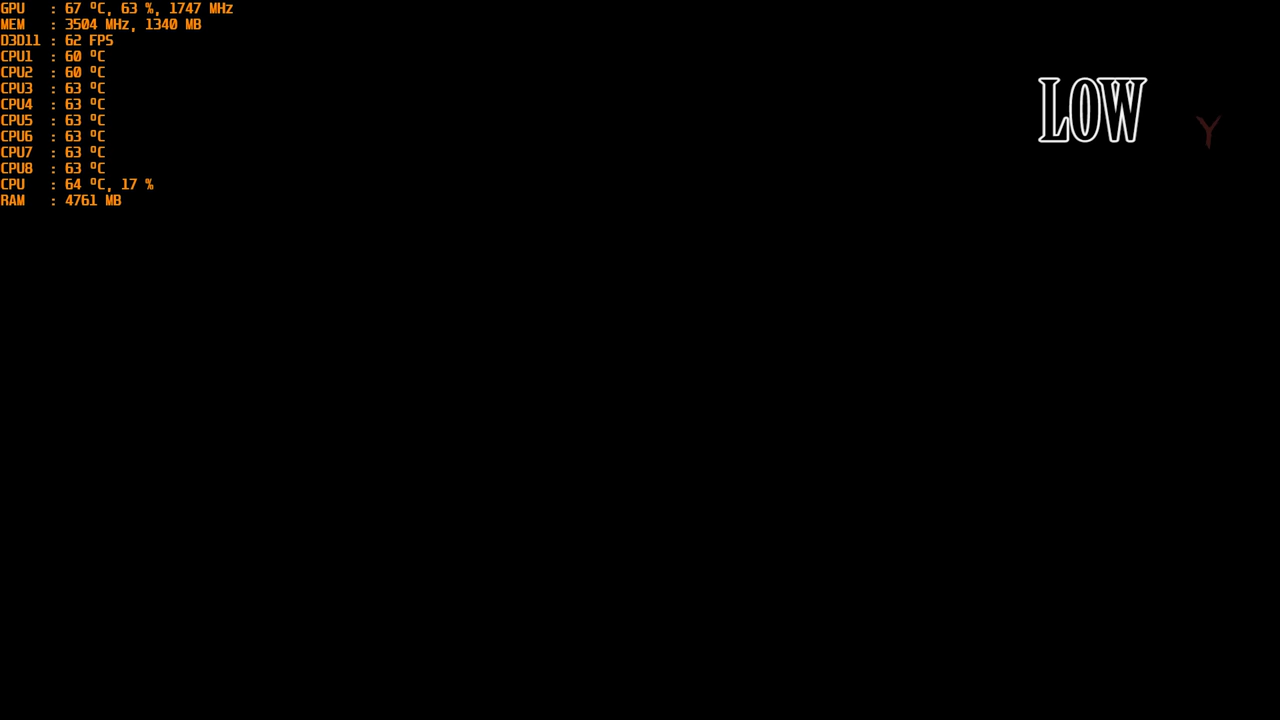 GPU : 67 ºC, 63 %, 1747 MHz
MEM : 3504 MHz, 1340 MB
D3D11 : 62 FPS
CPU1 : 60 ºC
CPU2 : 60 ºC
CPU3 : 63 ºC
CPU4 : 63 ºC
CPU5 : 63 ºC
CPU6 : 63 ºC
CPU7 : 63 ºC
CPU8 : 63 ºC
CPU : 64 ºC, 17 %
RAM : 4761 MB
LOW
Y